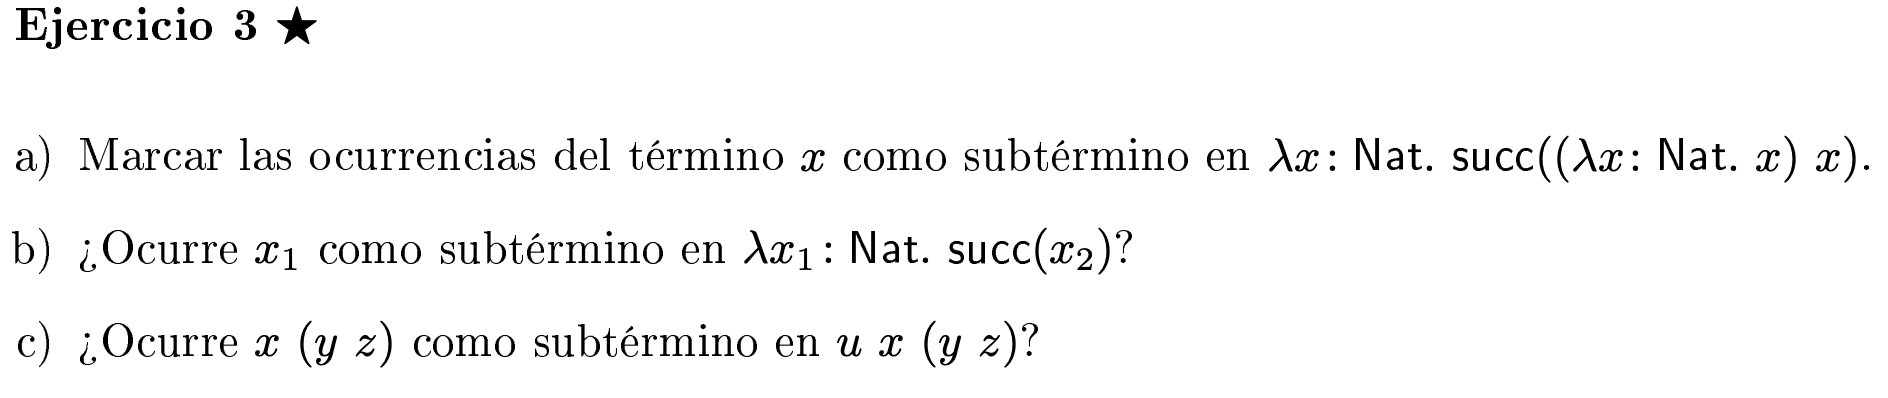 Ejercicio 3 ★
a) Marcar las ocurrencias del término x como subtérmino en λx: Nat. succ((λx: Nat. x) x).
b) ¿Ocurre x₁ como subtérmino en λx₁: Nat. succ(x₂)?
c) ¿Ocurre x (y z) como subtérmino en u x (y z)?